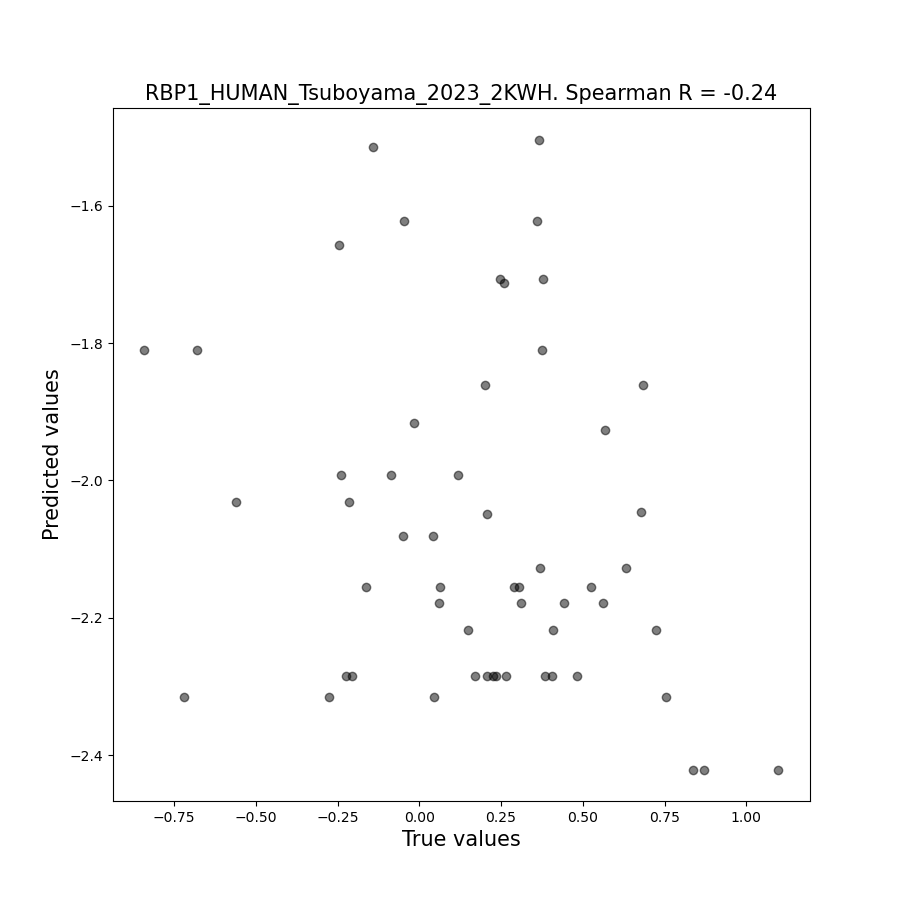 RBP1_HUMAN_Tsuboyama_2023_2KWH. Spearman R = -0.24
Predicted values
−1.6
−1.8
−2.0
−2.2
−2.4
−0.75 −0.50 −0.25 0.00 0.25 0.50 0.75 1.00
True values